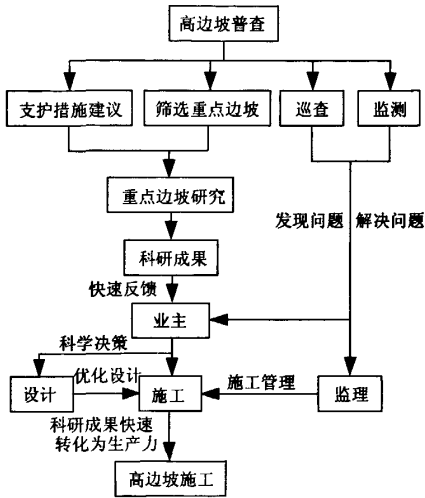 高边坡普查
支护措施建议
筛选重点边坡
巡查
监测
重点边坡研究
发现问题
解决问题
科研成果
快速反馈
业主
科学决策
优化设计
设计
施工
施工管理
监理
科研成果快速
转化为生产力
高边坡施工